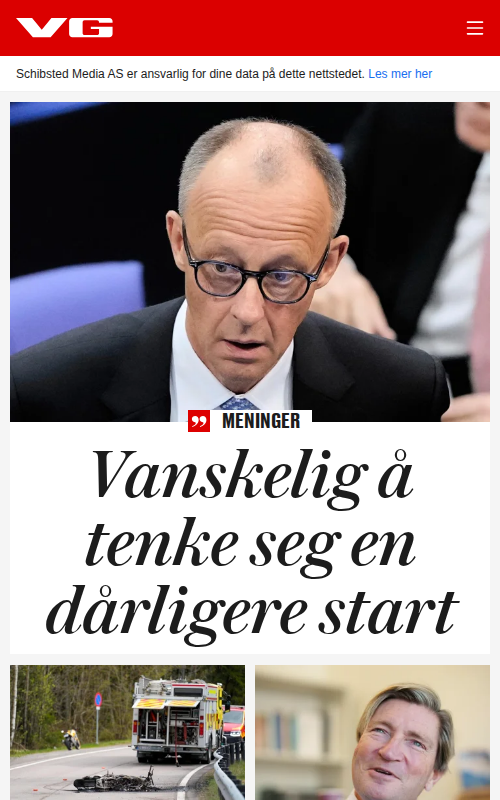 VG
Schibsted Media AS er ansvarlig for dine data på dette nettstedet. Les mer her
MENINGER
Vanskelig å
tenke seg en
dårligere start